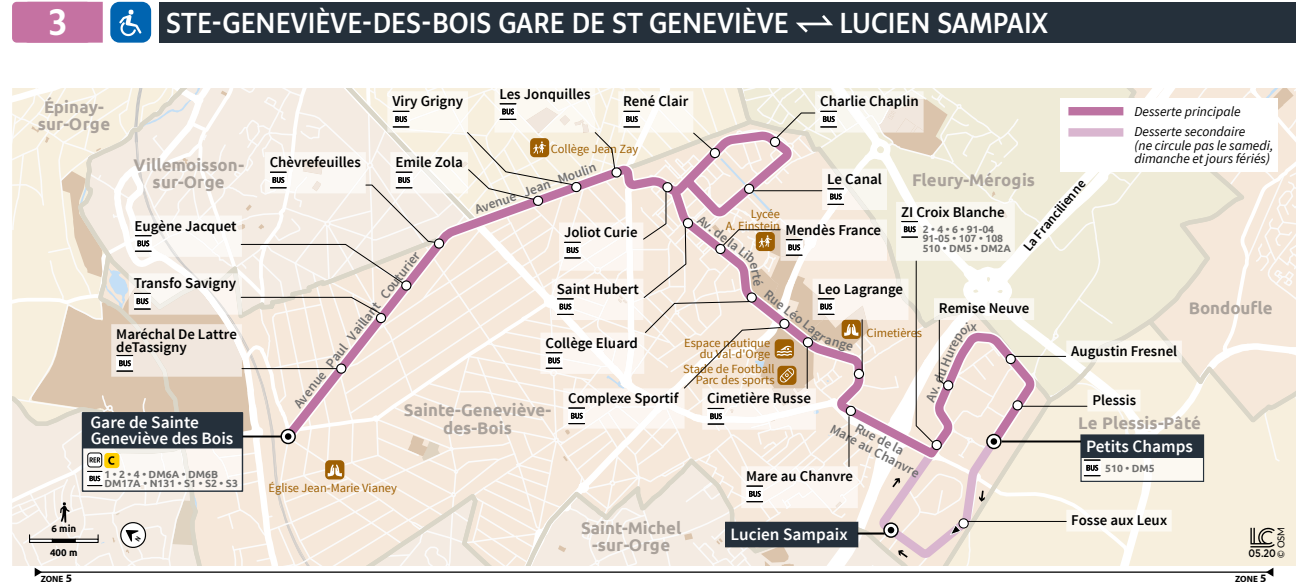 3
STE-GENEVIÈVE-DES-BOIS GARE DE ST GENEVIÈVE ⇌ LUCIEN SAMPAIX
Épinay-
sur-Orge
Villemoisson-
sur-Orge
Viry Grigny
BUS
Les Jonquilles
BUS
René Clair
BUS
Charlie Chaplin
BUS
Desserte principale
Desserte secondaire
(ne circule pas le samedi,
dimanche et jours fériés)
Collège Jean Zay
Chèvrefeuilles
BUS
Emile Zola
BUS
Avenue Jean Moulin
Le Canal
BUS
Fleury-Mérogis
La Francilienne
Eugène Jacquet
BUS
Joliot Curie
BUS
Lycée
A. Einstein
Av. de la Liberté
Mendès France
BUS
ZI Croix Blanche
BUS 2 • 4 • 6 • 91-04
91-05 • 107 • 108
510 • DM5 • DM2A
Transfo Savigny
BUS
Avenue Paul Vaillant Couturier
Saint Hubert
BUS
Leo Lagrange
BUS
Rue Léo Lagrange
Remise Neuve
Bondoufle
Maréchal De Lattre
deTassigny
BUS
Collège Eluard
BUS
Espace nautique
du Val-d'Orge
Stade de Football
Parc des sports
Cimetières
Av. du Hurepoix
Augustin Fresnel
Complexe Sportif
BUS
Cimetière Russe
BUS
Plessis
Sainte-Geneviève-
des-Bois
Le Plessis-Pâté
Gare de Sainte
Geneviève des Bois
RER C
BUS 1 • 2 • 4 • DM6A • DM6B
DM17A • N131 • S1 • S2 • S3
Rue de la
Mare au Chanvre
Petits Champs
BUS 510 • DM5
Église Jean-Marie Vianey
Mare au Chanvre
BUS
Saint-Michel
-sur-Orge
Lucien Sampaix
Fosse aux Leux
6 min
400 m
LC
05.20 © OSM
ZONE 5
ZONE 5